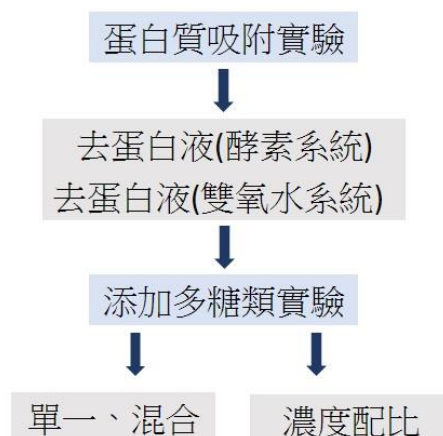 蛋白質吸附實驗
去蛋白液(酵素系統)
去蛋白液(雙氧水系統)
添加多糖類實驗
單一、混合
濃度配比